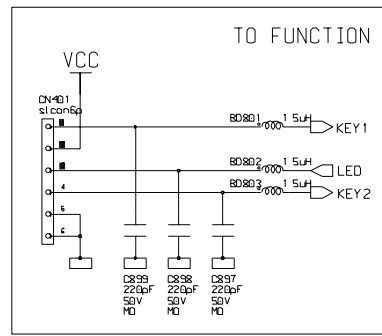 TO FUNCTION
VCC
CN401
slcon6p
BD801 1.5uH KEY1
BD802 1.5uH LED
BD803 1.5uH KEY2
4
5
6
C899 C898 C897
220pF 220pF 220pF
50V 50V 50V
MO MO MO